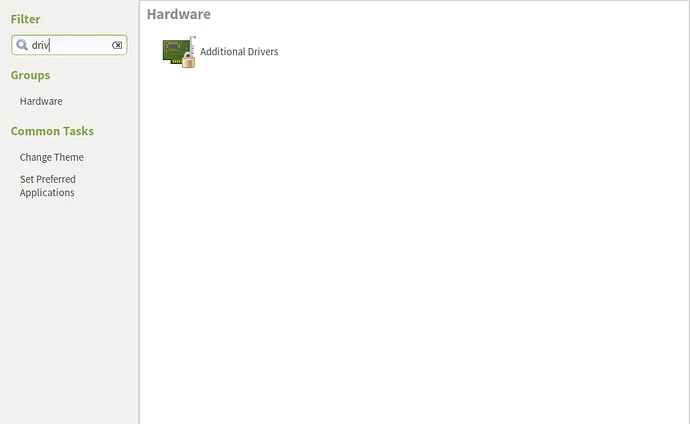 Filter
driv
Groups
Hardware
Common Tasks
Change Theme
Set Preferred
Applications
Hardware
Additional Drivers